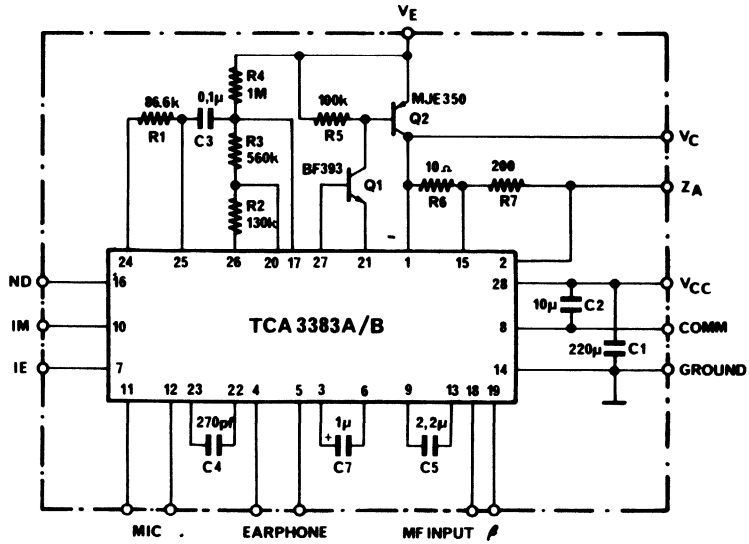 VE
R4
1M
86.6k
0,1μ
R1
C3
R3
560k
R2
130k
100k
R5
MJE350
Q2
BF393
Q1
VC
10Ω
R6
200
R7
ZA
24
25
26
20
17
27
21
1
15
2
ND
16
IM
10
IE
7
TCA3383A/B
28
8
14
VCC
10μ
C2
COMM
220μ
C1
GROUND
11
12
23
22
4
5
3
6
9
13
18
19
270pf
C4
+
1μ
C7
2,2μ
C5
MIC .
EARPHONE
MF INPUT β